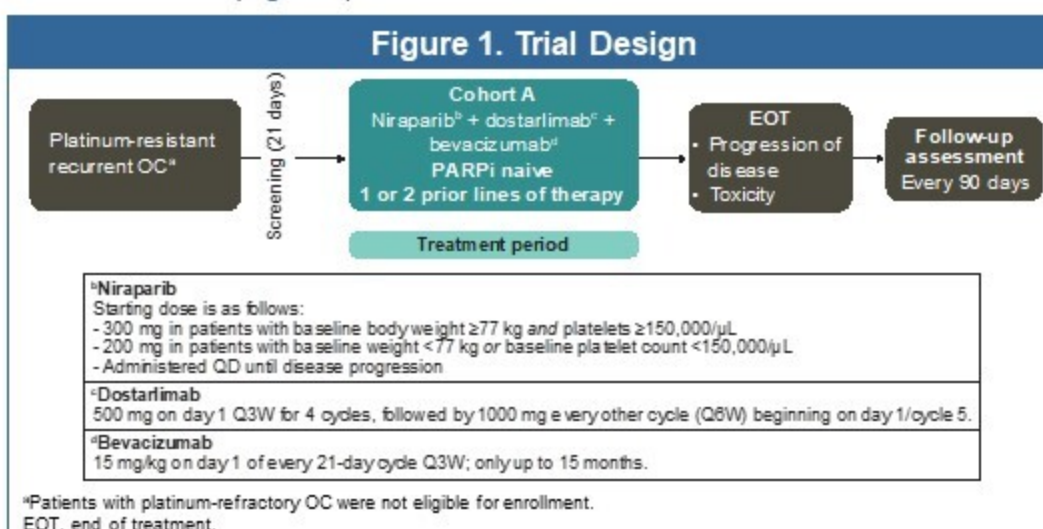 Figure 1. Trial Design
Platinum-resistant
recurrent OCᵃ
Screening (21 days)
Cohort A
Niraparibᵇ + dostarlimabᶜ +
bevacizumabᵈ
PARPi naive
1 or 2 prior lines of therapy
Treatment period
EOT
• Progression of
disease
• Toxicity
Follow-up
assessment
Every 90 days
ᵇNiraparib
Starting dose is as follows:
- 300 mg in patients with baseline body weight ≥77 kg and platelets ≥150,000/µL
- 200 mg in patients with baseline weight <77 kg or baseline platelet count <150,000/µL
- Administered QD until disease progression
ᶜDostarlimab
500 mg on day 1 Q3W for 4 cycles, followed by 1000 mg every other cycle (Q6W) beginning on day 1/cycle 5.
ᵈBevacizumab
15 mg/kg on day 1 of every 21-day cycle Q3W; only up to 15 months.
ᵃPatients with platinum-refractory OC were not eligible for enrollment.
EOT, end of treatment.